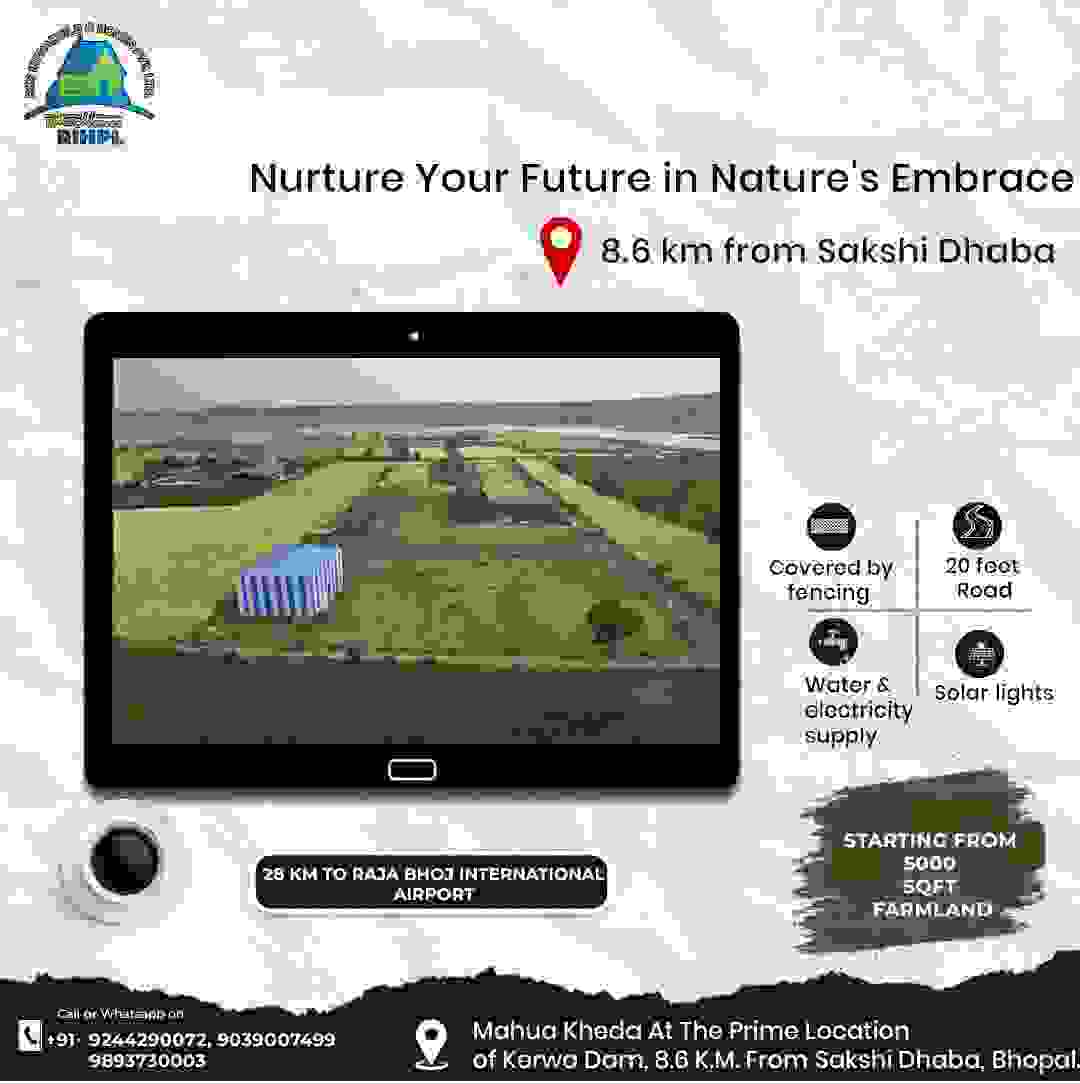 RIHPL
Nurture Your Future in Nature's Embrace
8.6 km from Sakshi Dhaba
Covered by
fencing
20 feet
Road
Water &
electricity
supply
Solar lights
STARTING FROM
5000
SQFT
FARMLAND
28 KM TO RAJA BHOJ INTERNATIONAL
AIRPORT
Call or Whatsapp on
+91- 9244290072, 9039007499
9893730003
Mahua Kheda At The Prime Location
of Kerwa Dam, 8.6 K.M. From Sakshi Dhaba, Bhopal.